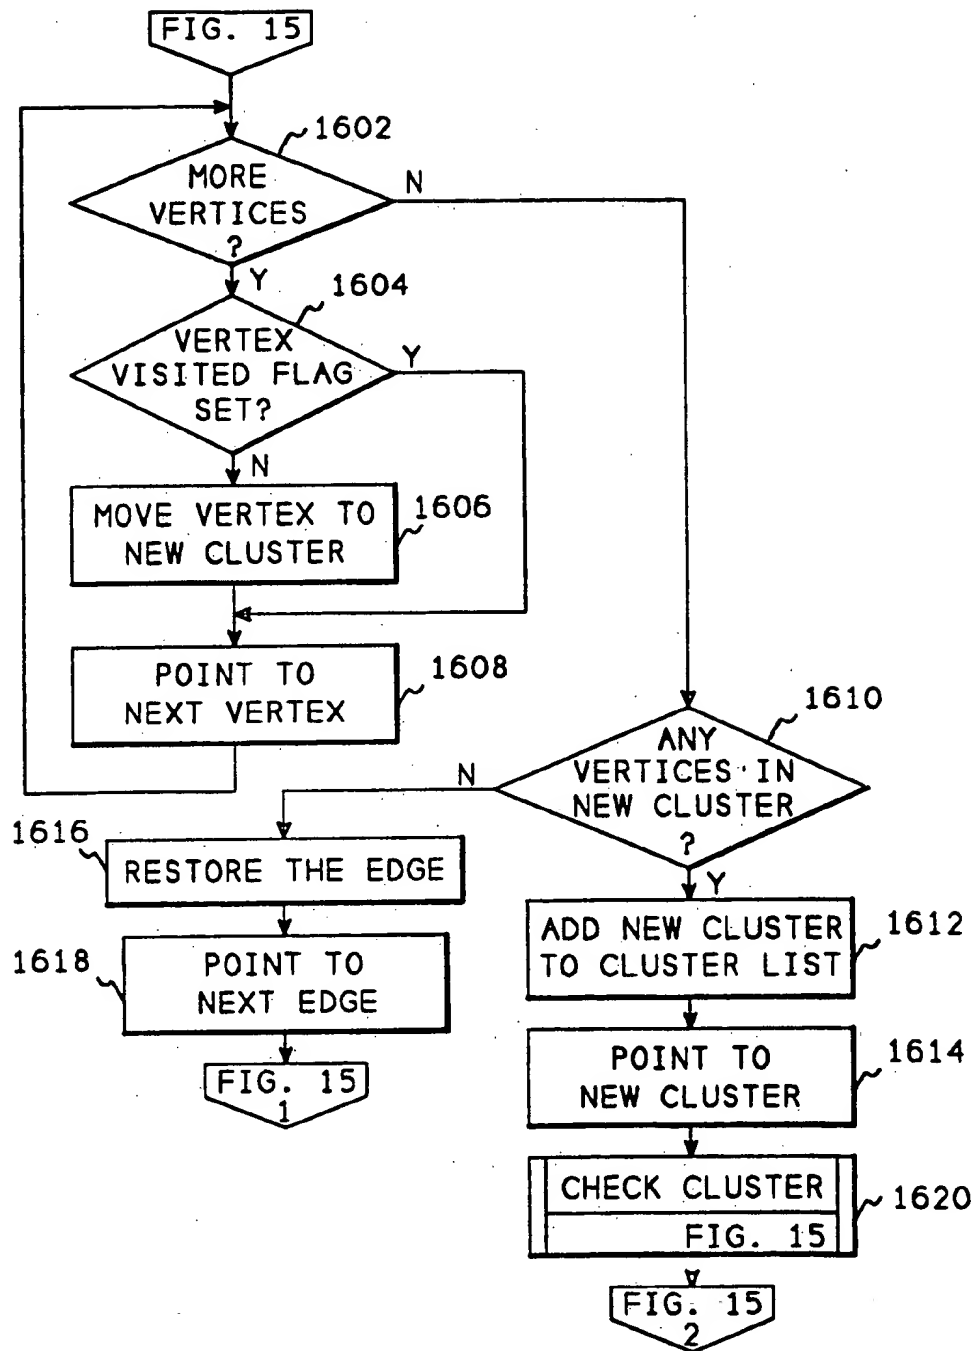 FIG. 15
1602
MORE
VERTICES
?
N
Y
1604
VERTEX
VISITED FLAG
SET?
Y
N
MOVE VERTEX TO
NEW CLUSTER
1606
POINT TO
NEXT VERTEX
1608
1610
ANY
VERTICES IN
NEW CLUSTER
?
N
Y
1616
RESTORE THE EDGE
1618
POINT TO
NEXT EDGE
FIG. 15
1
ADD NEW CLUSTER
TO CLUSTER LIST
1612
POINT TO
NEW CLUSTER
1614
CHECK CLUSTER
FIG. 15
1620
FIG. 15
2